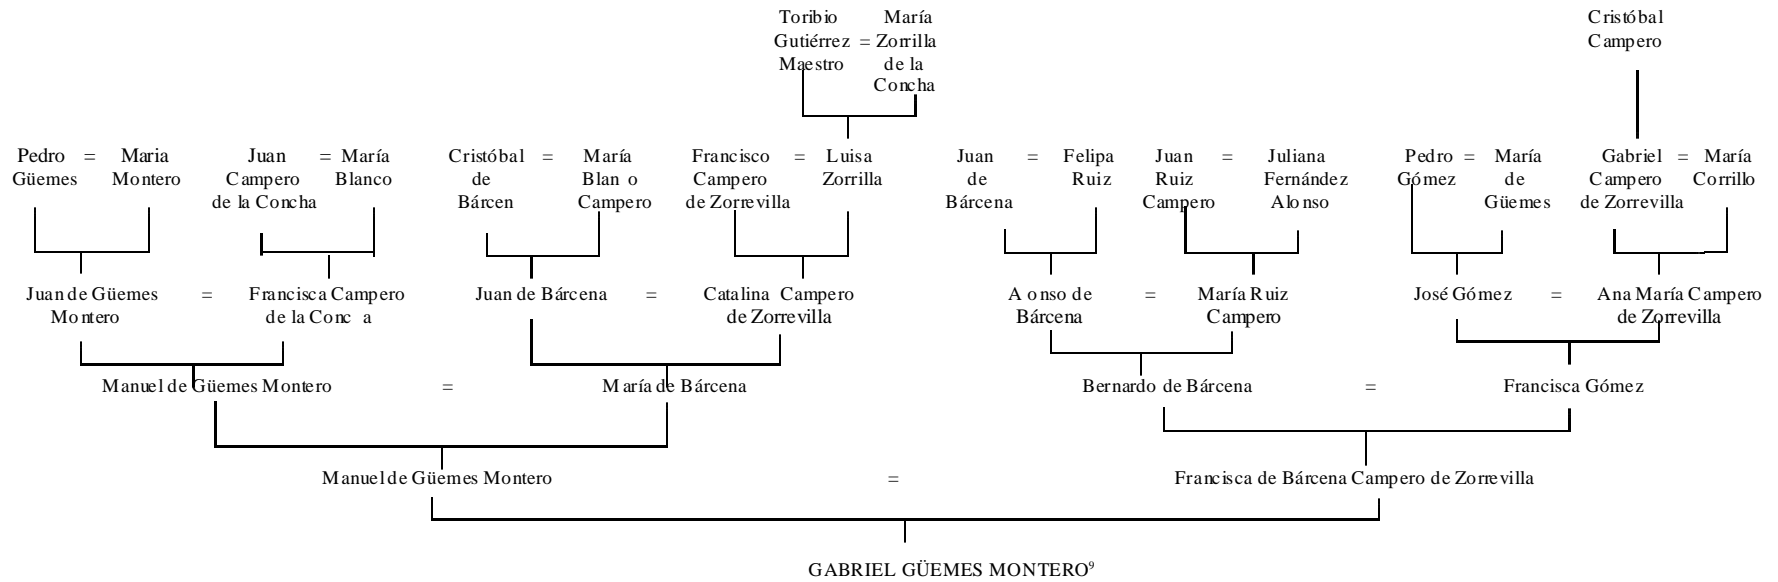 Toribio
Gutiérrez
Maestro
=
María
Zorrilla
de la
Concha
Cristóbal
Campero
Pedro
Güemes
=
Maria
Montero
Juan
Campero
de la Concha
=
María
Blanco
Cristóbal
de
Bárcen
=
María
Blan o
Campero
Francisco
Campero
de Zorrevilla
=
Luisa
Zorrilla
Juan
de
Bárcena
=
Felipa
Ruiz
Juan
Ruiz
Campero
=
Juliana
Fernández
Alonso
Pedro
Gómez
=
María
de
Güemes
Gabriel
Campero
de Zorrevilla
=
María
Corrillo
Juan de Güemes
Montero
=
Francisca Campero
de la Conc a
Juan de Bárcena
=
Catalina Campero
de Zorrevilla
A onso de
Bárcena
=
María Ruiz
Campero
José Gómez
=
Ana María Campero
de Zorrevilla
Manuel de Güemes Montero = María de Bárcena
Bernardo de Bárcena = Francisca Gómez
Manuel de Güemes Montero = Francisca de Bárcena Campero de Zorrevilla
GABRIEL GÜEMES MONTERO⁹